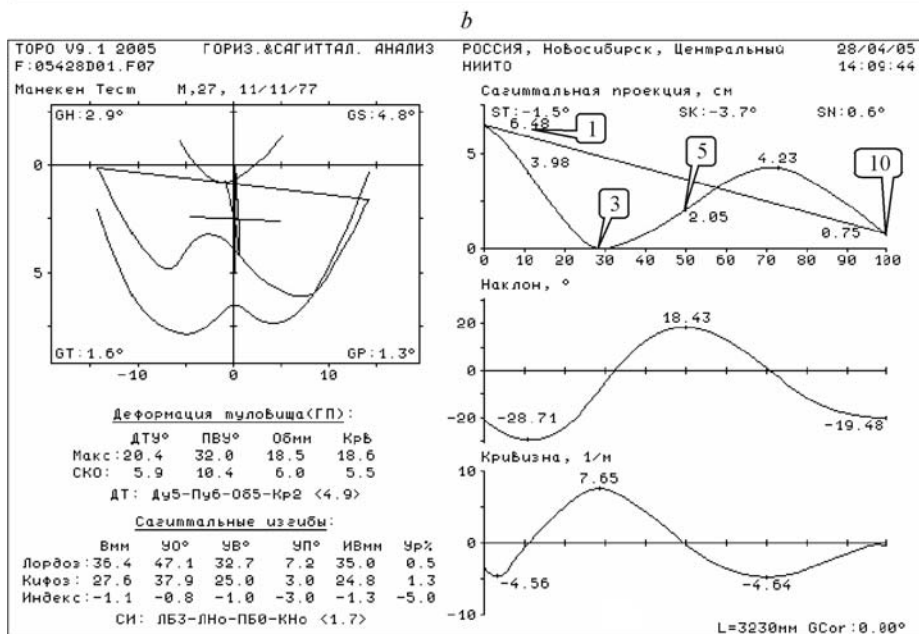 b
TOPO V9.1 2005 ГОРИЗ.&САГИТТАЛ. АНАЛИЗ РОССИЯ, Новосибирск, Центральный 28/04/05
F:05428D01.F07 НИИТО 14:09:44
Манекен Тест М,27, 11/11/77
GH:2.9° GS:4.8°
0
5
GT:1.6° GP:1.3°
-10 0 10
Деформация туловища(ГП):
ДТУ° ПВУ° Обмм КрВ
Макс:20.4 32.0 18.5 18.6
СКО: 5.9 10.4 6.0 5.5
ДТ: Ду5-Пу6-Об5-Кр2 <4.9>
Сагиттальные изгибы:
Вмм УО° УВ° УП° ИВмм Ур%
Лордоз:36.4 47.1 32.7 7.2 35.0 0.5
Кифоз: 27.6 37.9 25.0 3.0 24.8 1.3
Индекс:-1.1 -0.8 -1.0 -3.0 -1.3 -5.0
СИ: ЛБ3-ЛНо-ПБ0-КНо <1.7>
Сагиттальная проекция, см
ST:-1.5° SK:-3.7° SN:0.6°
6.48 1
5 3.98 5 4.23 10
3 2.05 0.75
0
0 10 20 30 40 50 60 70 80 90 100
Наклон, °
20 18.43
0
-20 -28.71 -19.48
Кривизна, 1/м
10 7.65
0
-4.56 -4.64
-10
L=3230мм GCor:0.00°